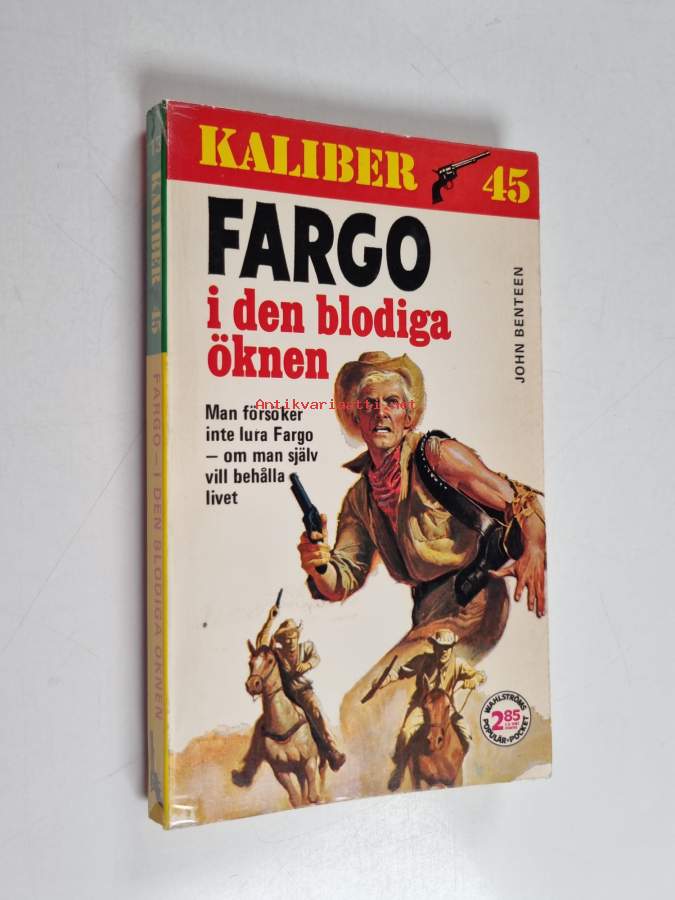 KALIBER 45
FARGO
i den blodiga
öknen
JOHN BENTEEN
Man försöker
inte lura Fargo
– om man själv
vill behålla
livet
Antikvariaatti.net
WAHLSTRÖMS
2 85
POPULÄR-POCKET
13
KALIBER 45
FARGO – I DEN BLODIGA ÖKNEN